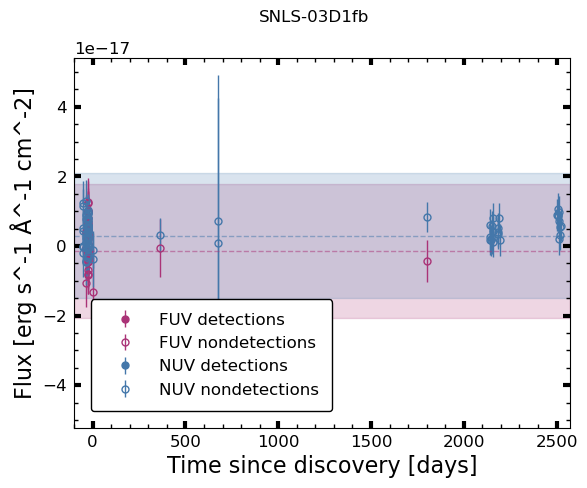 SNLS-03D1fb
1e−17
Flux [erg s^-1 Å^-1 cm^-2]
4
2
0
−2
−4
FUV detections
FUV nondetections
NUV detections
NUV nondetections
0 500 1000 1500 2000 2500
Time since discovery [days]